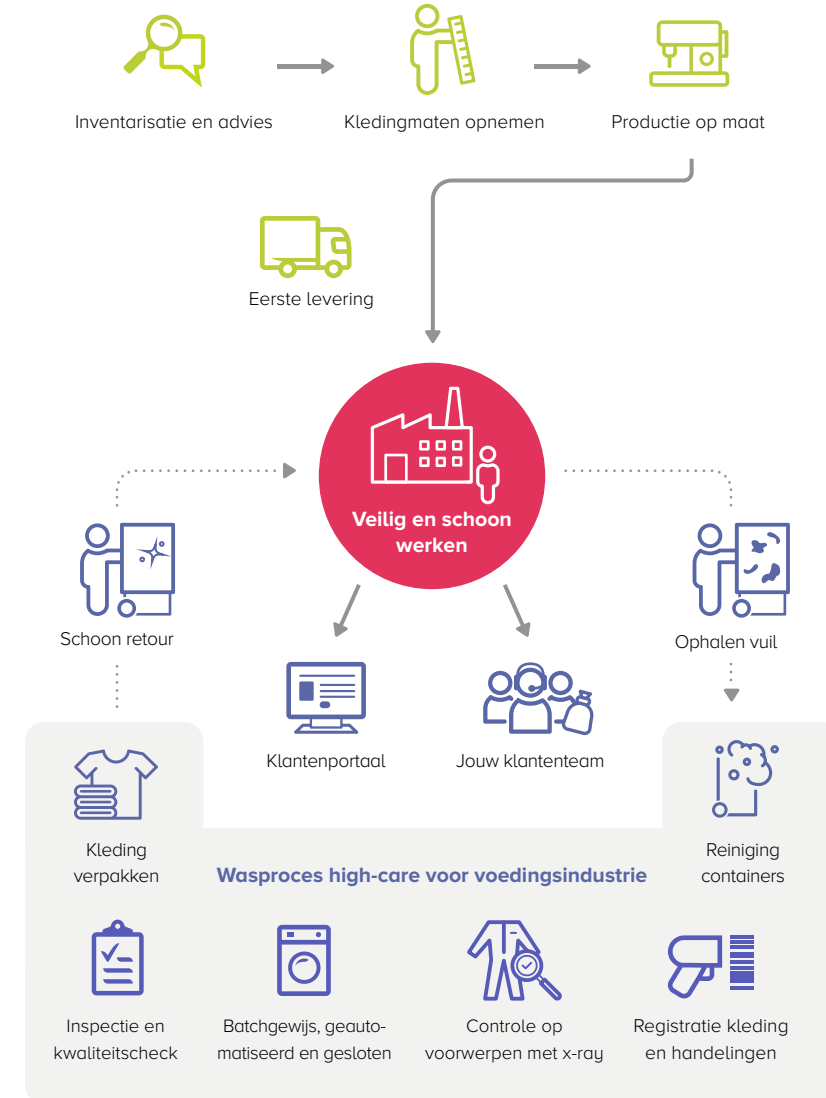 Inventarisatie en advies
Kledingmaten opnemen
Productie op maat
Eerste levering
Veilig en schoon
werken
Schoon retour
Ophalen vuil
Klantenportaal
Jouw klantenteam
Kleding
verpakken
Wasproces high-care voor voedingsindustrie
Reiniging
containers
Inspectie en
kwaliteitscheck
Batchgewijs, geauto-
matiseerd en gesloten
Controle op
voorwerpen met x-ray
Registratie kleding
en handelingen